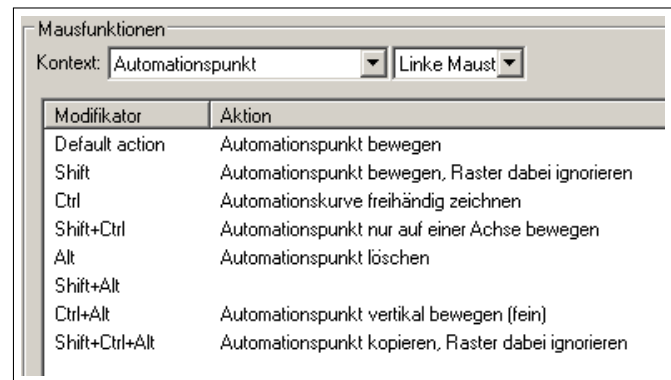 Mausfunktionen
Kontext: Automationspunkt Linke Maust
Modifikator Aktion
Default action Automationspunkt bewegen
Shift Automationspunkt bewegen, Raster dabei ignorieren
Ctrl Automationskurve freihändig zeichnen
Shift+Ctrl Automationspunkt nur auf einer Achse bewegen
Alt Automationspunkt löschen
Shift+Alt
Ctrl+Alt Automationspunkt vertikal bewegen (fein)
Shift+Ctrl+Alt Automationspunkt kopieren, Raster dabei ignorieren